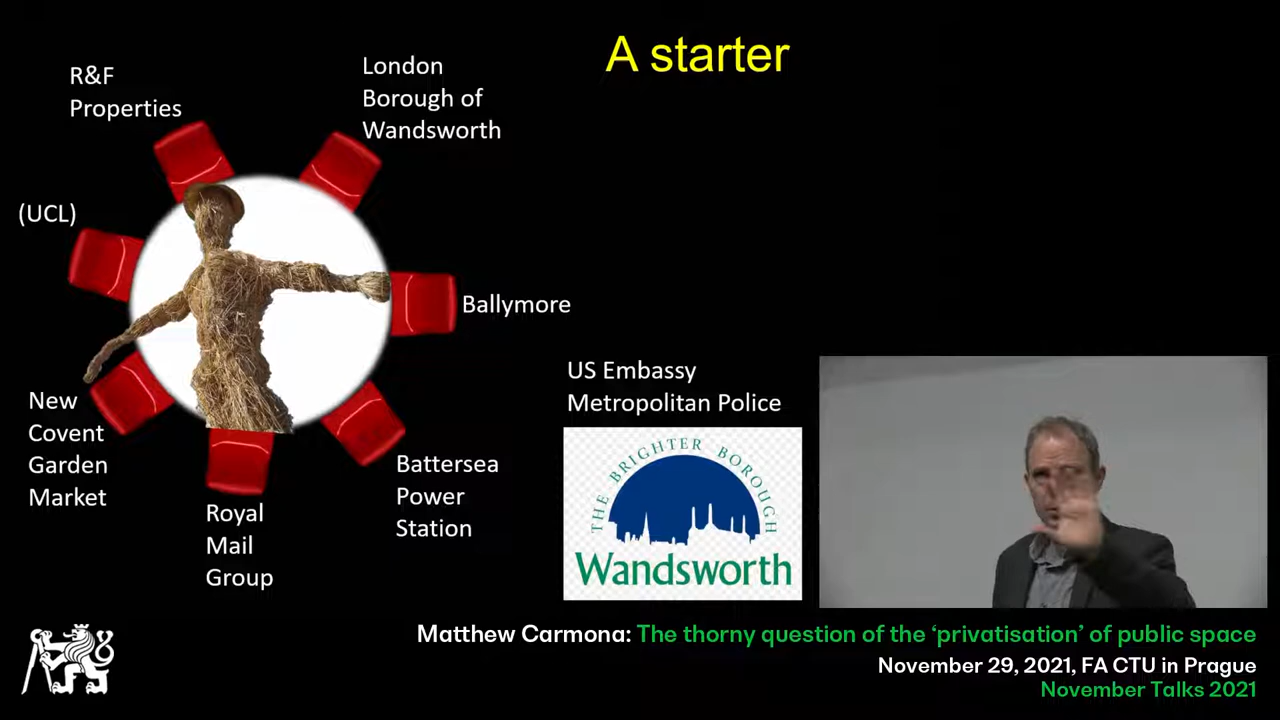 A starter
R&F
Properties
London
Borough of
Wandsworth
(UCL)
Ballymore
New
Covent
Garden
Market
Royal
Mail
Group
Battersea
Power
Station
US Embassy
Metropolitan Police
THE BRIGHTER BOROUGH
Wandsworth
Matthew Carmona: The thorny question of the ‘privatisation’ of public space
November 29, 2021, FA CTU in Prague
November Talks 2021